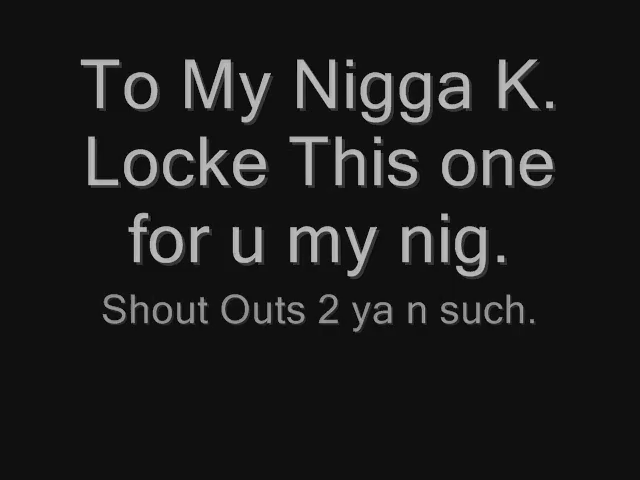 To My Nigga K.
Locke This one
for u my nig.
Shout Outs 2 ya n such.